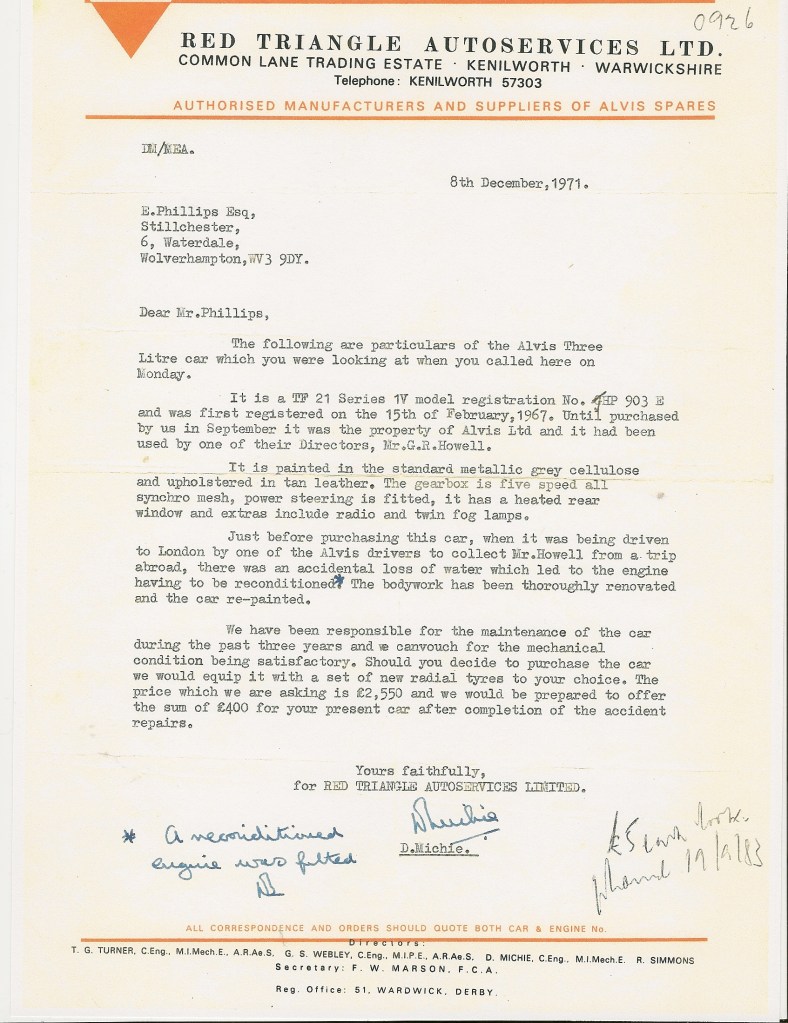 0926
RED TRIANGLE AUTOSERVICES LTD.
COMMON LANE TRADING ESTATE · KENILWORTH · WARWICKSHIRE
Telephone: KENILWORTH 57303
AUTHORISED MANUFACTURERS AND SUPPLIERS OF ALVIS SPARES
DM/MEA.
8th December,1971.
E.Phillips Esq,
Stillchester,
6, Waterdale,
Wolverhampton,WV3 9DY.
Dear Mr.Phillips,
The following are particulars of the Alvis Three
Litre car which you were looking at when you called here on
Monday.
It is a TF 21 Series 1V model registration No. HP 903 E
and was first registered on the 15th of February,1967. Until purchased
by us in September it was the property of Alvis Ltd and it had been
used by one of their Directors, Mr.G.R.Howell.
It is painted in the standard metallic grey cellulose
and upholstered in tan leather. The gearbox is five speed all
synchro mesh, power steering is fitted, it has a heated rear
window and extras include radio and twin fog lamps.
Just before purchasing this car, when it was being driven
to London by one of the Alvis drivers to collect Mr.Howell from a trip
abroad, there was an accidental loss of water which led to the engine
having to be reconditioned* The bodywork has been thoroughly renovated
and the car re-painted.
We have been responsible for the maintenance of the car
during the past three years and we canvouch for the mechanical
condition being satisfactory. Should you decide to purchase the car
we would equip it with a set of new radial tyres to your choice. The
price which we are asking is £2,550 and we would be prepared to offer
the sum of £400 for your present car after completion of the accident
repairs.
Yours faithfully,
for RED TRIANGLE AUTOSERVICES LIMITED.
DMichie
D.Michie.
* A reconditioned
engine was fitted
19/9/83
ALL CORRESPONDENCE AND ORDERS SHOULD QUOTE BOTH CAR & ENGINE No.
Directors:
T. G. TURNER, C.Eng., M.I.Mech.E., A.R.Ae.S. G. S. WEBLEY, C.Eng., M.I.P.E., A.R.Ae.S. D. MICHIE, C.Eng., M.I.Mech.E. R. SIMMONS
Secretary: F. W. MARSON, F.C.A.
Reg. Office: 51, WARDWICK, DERBY.